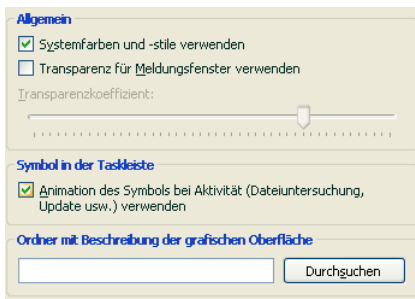 Allgemein
Systemfarben und -stile verwenden
Transparenz für Meldungsfenster verwenden
Transparenzkoeffizient:
Symbol in der Taskleiste
Animation des Symbols bei Aktivität (Dateiuntersuchung,
Update usw.) verwenden
Ordner mit Beschreibung der grafischen Oberfläche
Durchsuchen